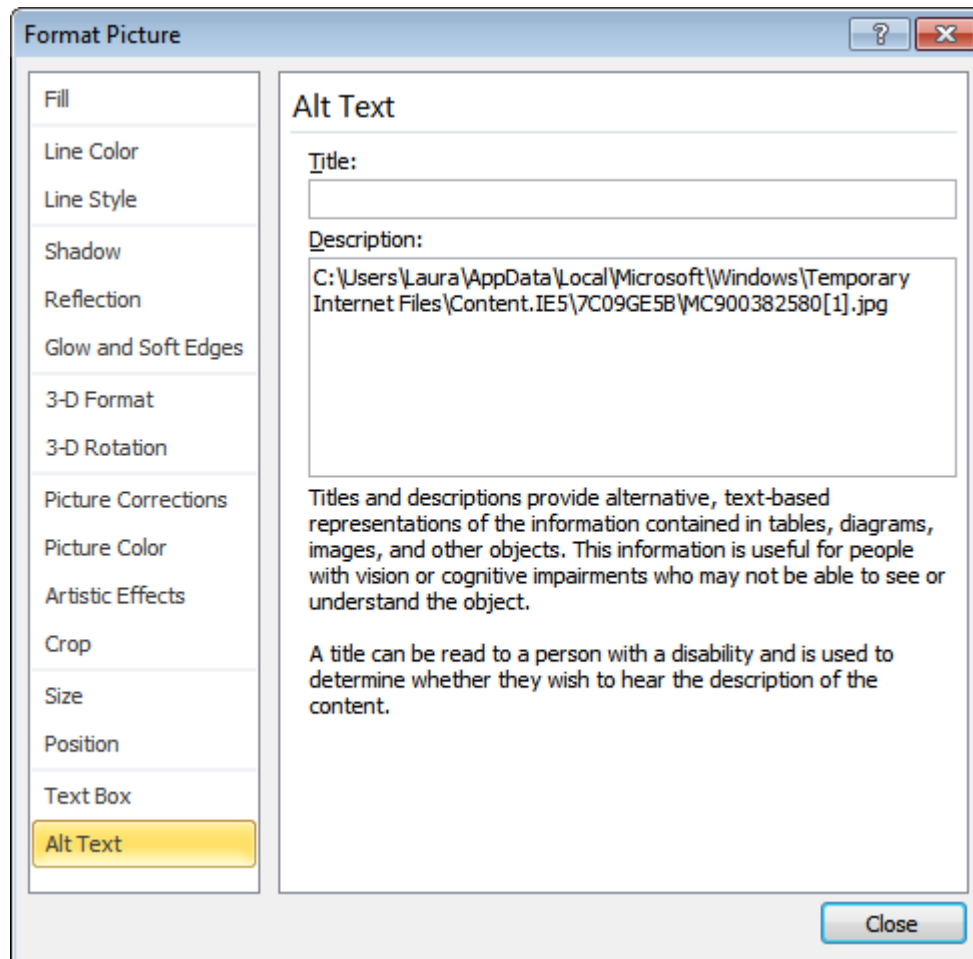 Format Picture
Fill
Line Color
Line Style
Shadow
Reflection
Glow and Soft Edges
3-D Format
3-D Rotation
Picture Corrections
Picture Color
Artistic Effects
Crop
Size
Position
Text Box
Alt Text
Alt Text
Title:
Description:
C:\Users\Laura\AppData\Local\Microsoft\Windows\Temporary
Internet Files\Content.IE5\7C09GE5B\MC900382580[1].jpg
Titles and descriptions provide alternative, text-based
representations of the information contained in tables, diagrams,
images, and other objects. This information is useful for people
with vision or cognitive impairments who may not be able to see or
understand the object.
A title can be read to a person with a disability and is used to
determine whether they wish to hear the description of the
content.
Close